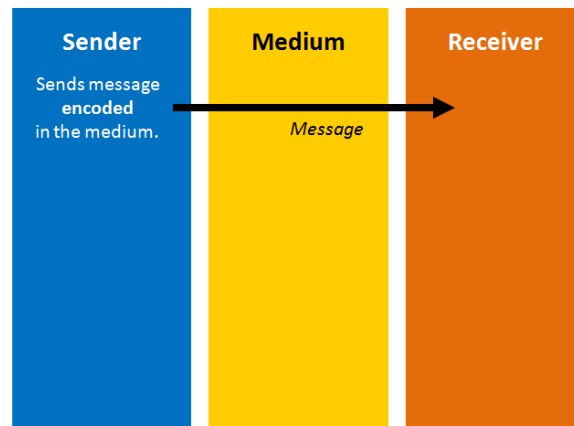 Sender
Medium
Receiver
Sends message
encoded
in the medium.
Message